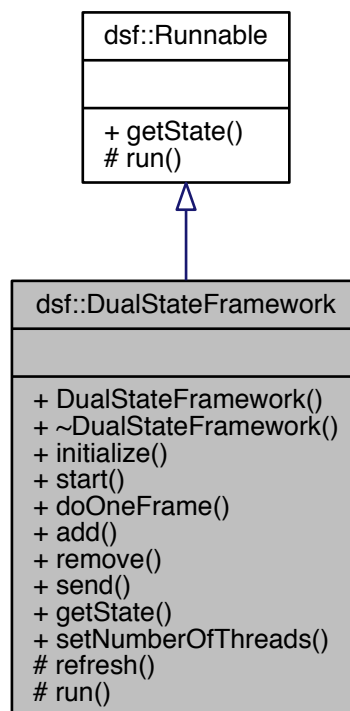 dsf::Runnable
+ getState()
# run()
dsf::DualStateFramework
+ DualStateFramework()
+ ~DualStateFramework()
+ initialize()
+ start()
+ doOneFrame()
+ add()
+ remove()
+ send()
+ getState()
+ setNumberOfThreads()
# refresh()
# run()